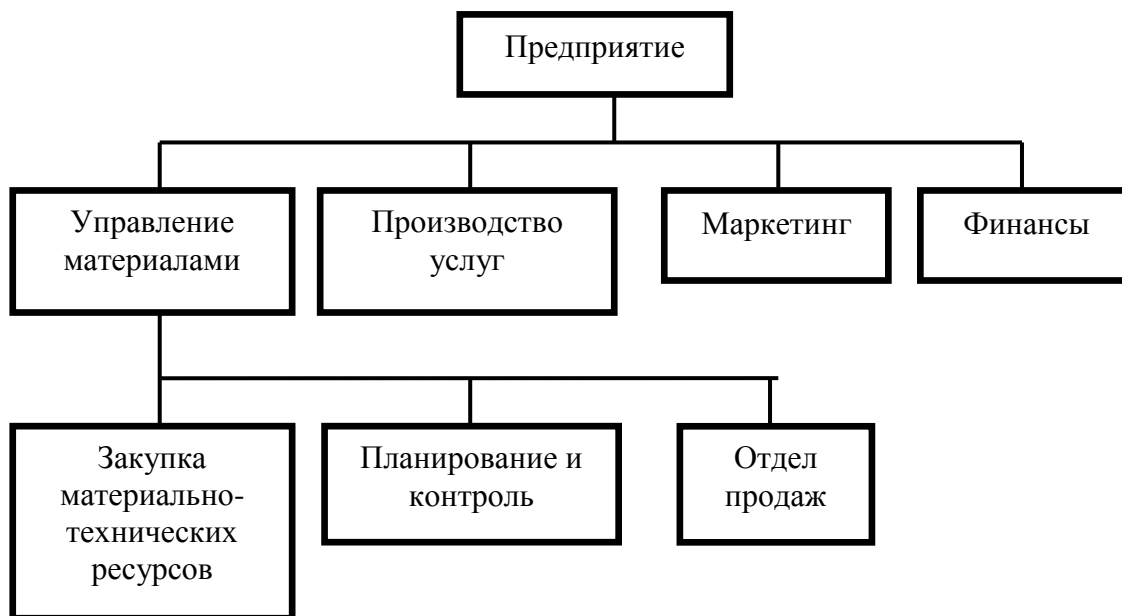 Предприятие
Управление
материалами
Производство
услуг
Маркетинг
Финансы
Закупка
материально-
технических
ресурсов
Планирование и
контроль
Отдел
продаж